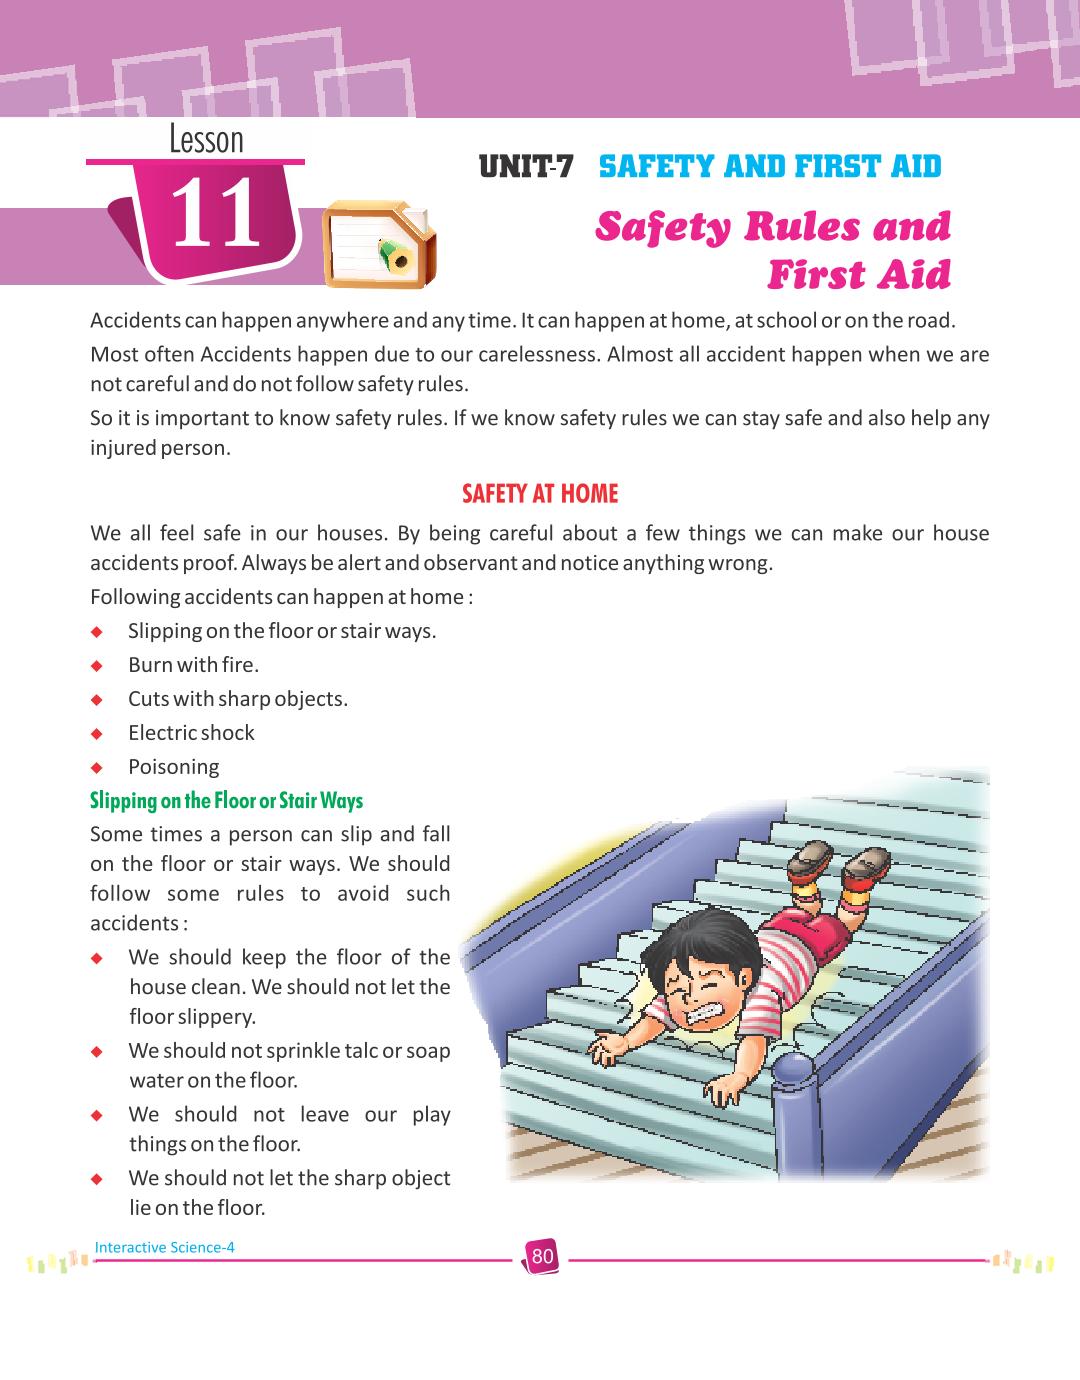 Lesson
11
UNIT-7 SAFETY AND FIRST AID
Safety Rules and
First Aid
Accidents can happen anywhere and any time. It can happen at home, at school or on the road.
Most often Accidents happen due to our carelessness. Almost all accident happen when we are
not careful and do not follow safety rules.
So it is important to know safety rules. If we know safety rules we can stay safe and also help any
injured person.
SAFETY AT HOME
We all feel safe in our houses. By being careful about a few things we can make our house
accidents proof. Always be alert and observant and notice anything wrong.
Following accidents can happen at home :
◆ Slipping on the floor or stair ways.
◆ Burn with fire.
◆ Cuts with sharp objects.
◆ Electric shock
◆ Poisoning
Slipping on the Floor or Stair Ways
Some times a person can slip and fall
on the floor or stair ways. We should
follow some rules to avoid such
accidents :
◆ We should keep the floor of the
house clean. We should not let the
floor slippery.
◆ We should not sprinkle talc or soap
water on the floor.
◆ We should not leave our play
things on the floor.
◆ We should not let the sharp object
lie on the floor.
Interactive Science-4
80